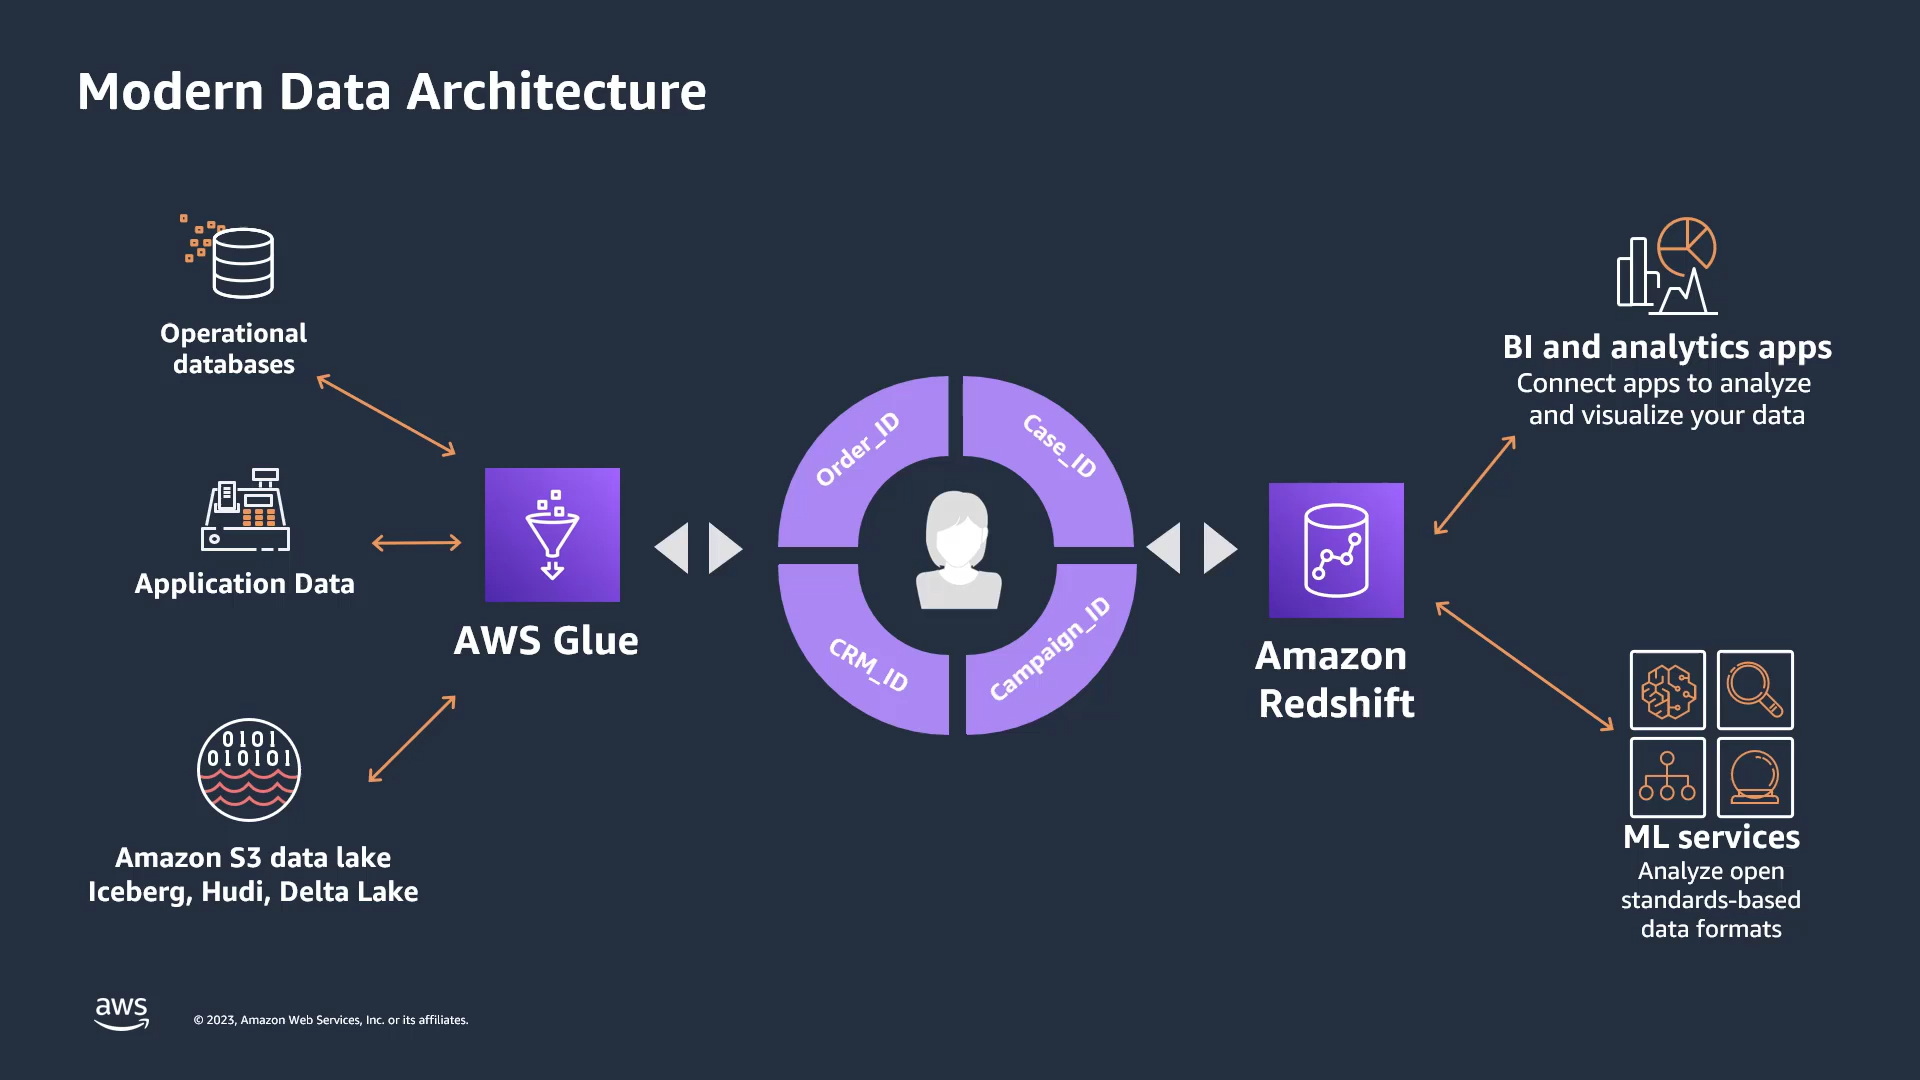 Modern Data Architecture
Operational
databases
Application Data
0101
010101
Amazon S3 data lake
Iceberg, Hudi, Delta Lake
AWS Glue
Order_ID
Case_ID
CRM_ID
Campaign_ID
Amazon
Redshift
BI and analytics apps
Connect apps to analyze
and visualize your data
ML services
Analyze open
standards-based
data formats
aws
© 2023, Amazon Web Services, Inc. or its affiliates.